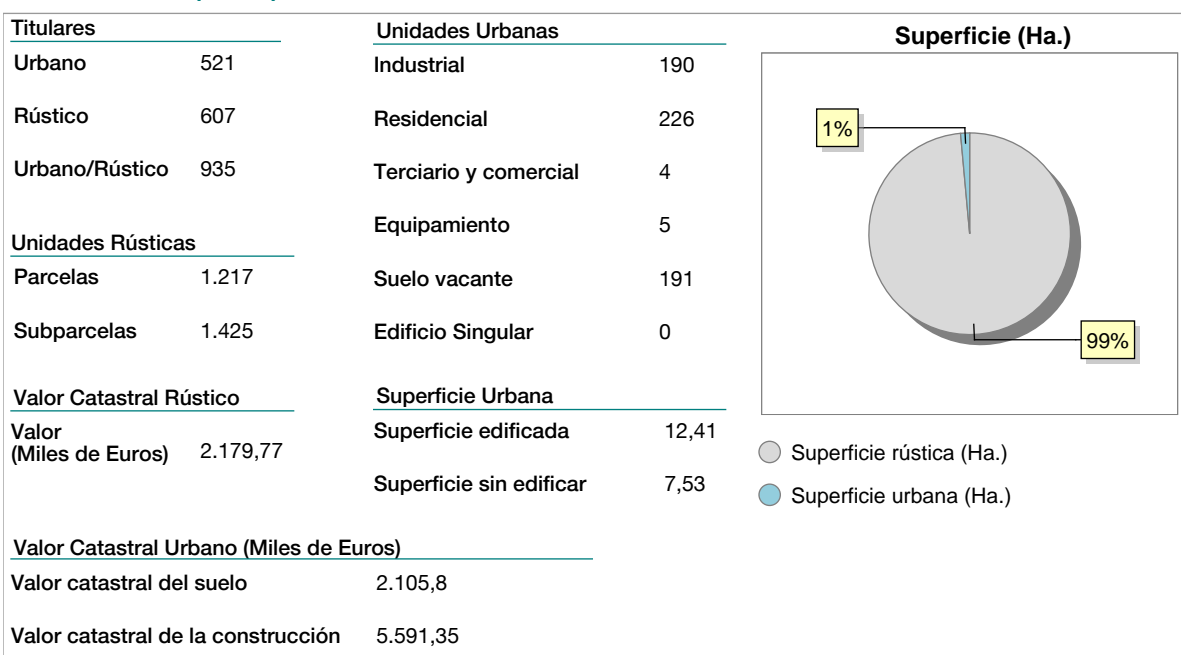 Titulares
Urbano 521
Rústico 607
Urbano/Rústico 935
Unidades Rústicas
Parcelas 1.217
Subparcelas 1.425
Valor Catastral Rústico
Valor
(Miles de Euros) 2.179,77
Unidades Urbanas
Industrial 190
Residencial 226
Terciario y comercial 4
Equipamiento 5
Suelo vacante 191
Edificio Singular 0
Superficie Urbana
Superficie edificada 12,41
Superficie sin edificar 7,53
Superficie (Ha.)
1%
99%
Superficie rústica (Ha.)
Superficie urbana (Ha.)
Valor Catastral Urbano (Miles de Euros)
Valor catastral del suelo 2.105,8
Valor catastral de la construcción 5.591,35